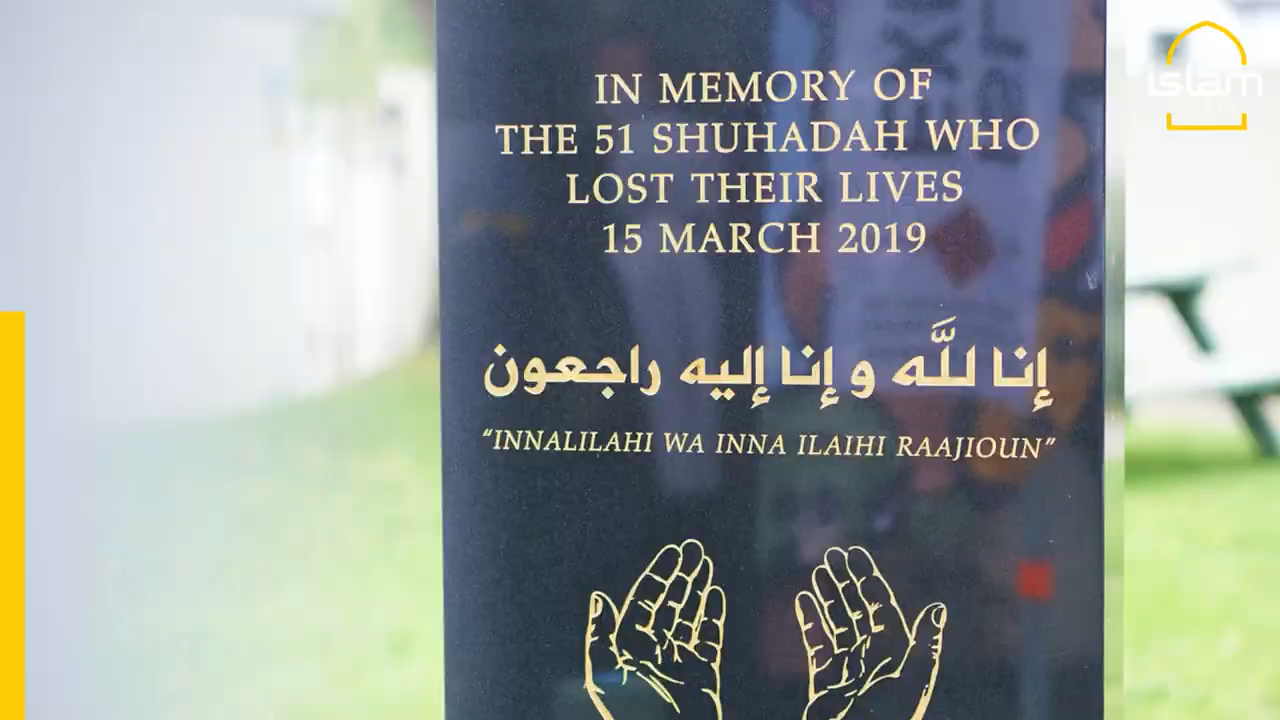 islam
IN MEMORY OF
THE 51 SHUHADAH WHO
LOST THEIR LIVES
15 MARCH 2019
إنا للَّه و إنا إليه راجعون
“INNALILAHI WA INNA ILAIHI RAAJIOUN”